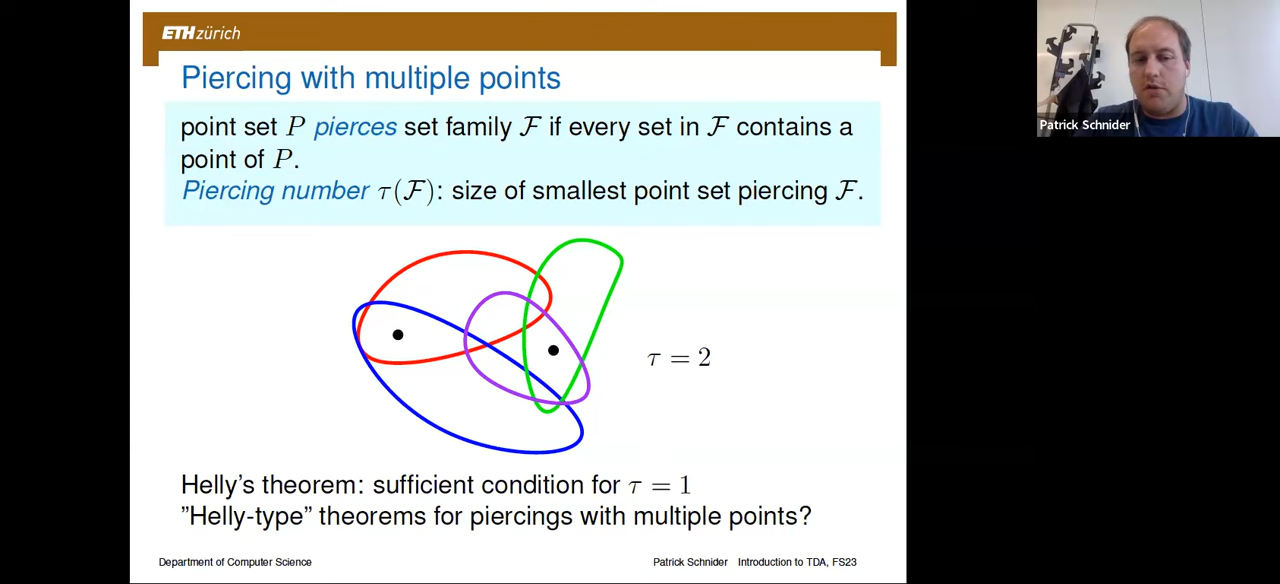 ETH zürich
Piercing with multiple points
point set P pierces set family ℱ if every set in ℱ contains a
point of P.
Piercing number τ(ℱ): size of smallest point set piercing ℱ.
τ = 2
Helly's theorem: sufficient condition for τ = 1
”Helly-type” theorems for piercings with multiple points?
Department of Computer Science
Patrick Schnider Introduction to TDA, FS23
Patrick Schnider